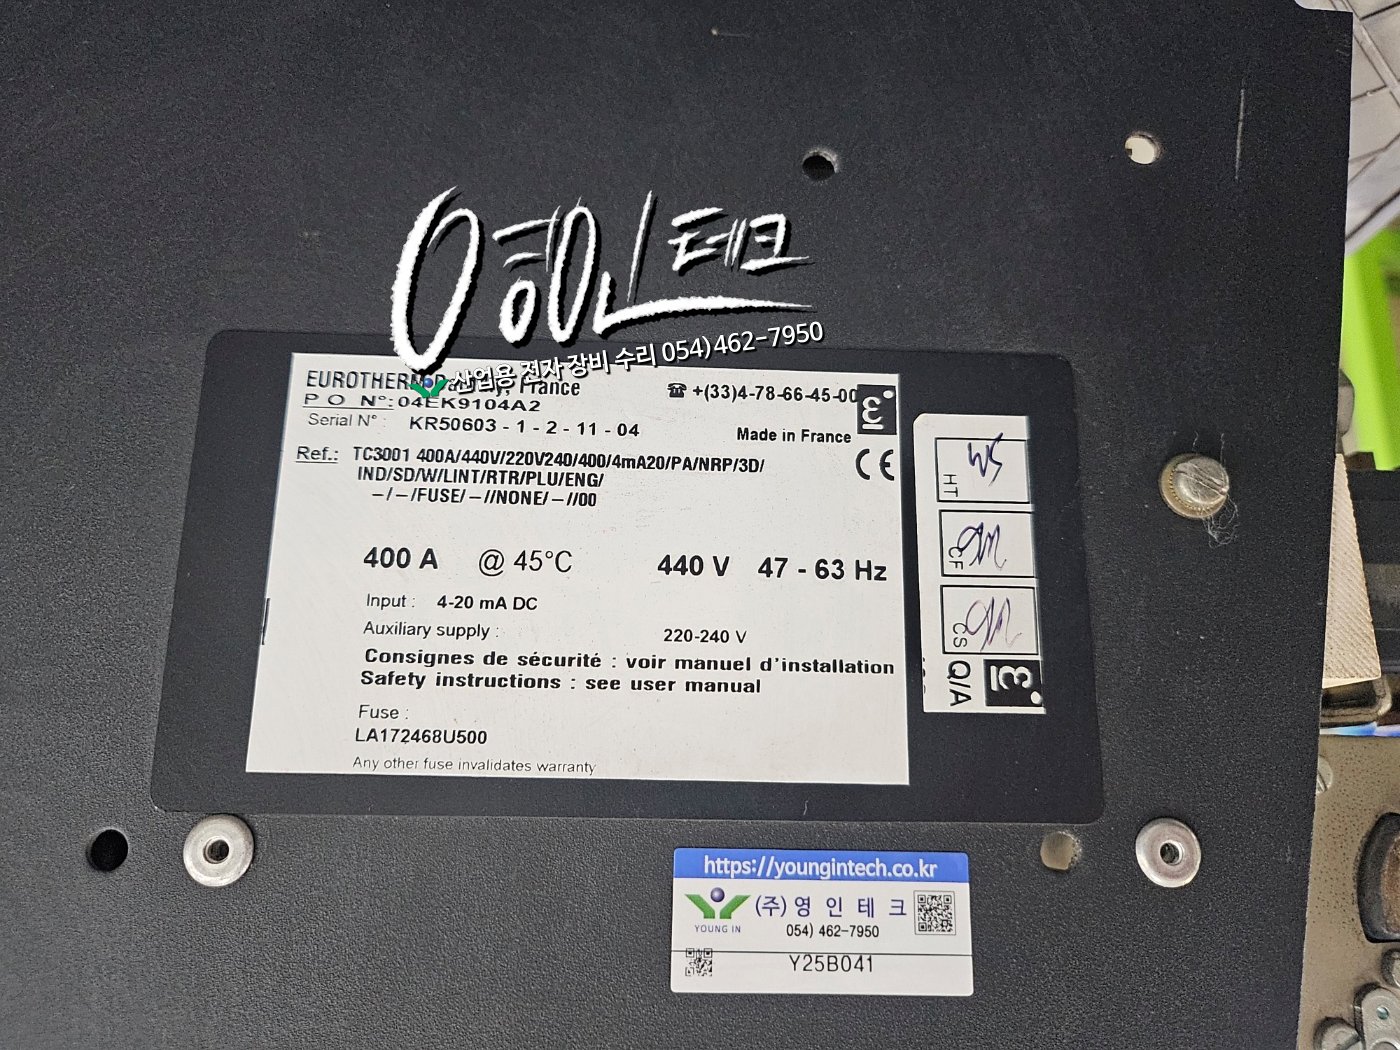 영인테크
산업용 전자 장비 수리 054)462-7950
EUROTHERM France
+(33)4-78-66-45-00
P O N°: 04EK9104A2
Serial N° : KR50603 - 1 - 2 - 11 - 04
Made in France
Ref.: TC3001 400A/440V/220V240/400/4mA20/PA/NRP/3D/
IND/SD/W/LINT/RTR/PLU/ENG/
–/–/FUSE/–//NONE/–//00
CE
400 A @ 45°C 440 V 47 - 63 Hz
Input : 4-20 mA DC
Auxiliary supply : 220-240 V
Consignes de sécurité : voir manuel d'installation
Safety instructions : see user manual
Fuse :
LA172468U500
Any other fuse invalidates warranty
HT
CF
CS
Q/A
https://youngintech.co.kr
(주)영인테크
YOUNG IN
054) 462-7950
Y25B041